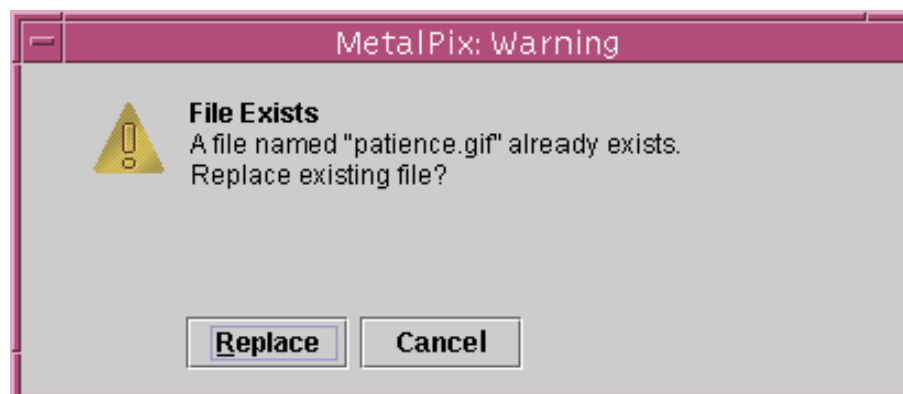 MetalPix: Warning
File Exists
A file named "patience.gif" already exists.
Replace existing file?
Replace
Cancel